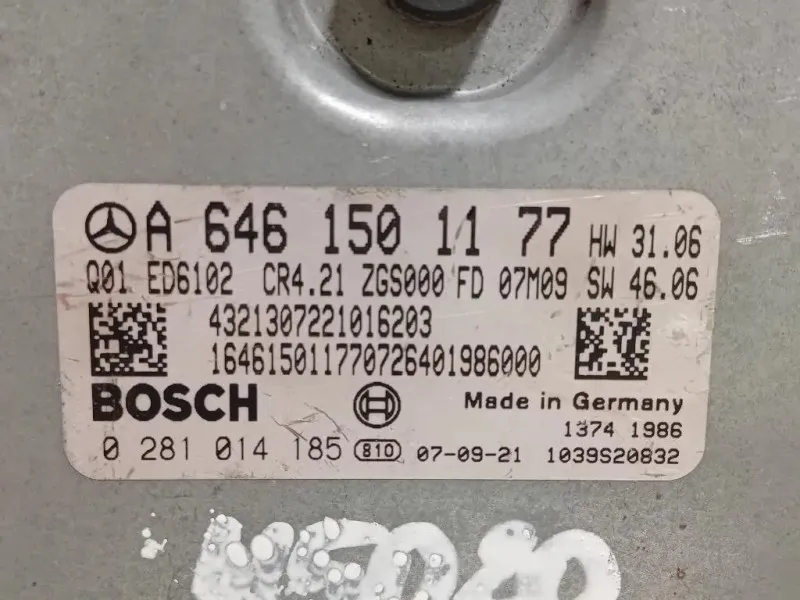 A 646 150 11 77 HW 31.06
Q01 ED6102 CR4.21 ZGS000 FD 07M09 SW 46.06
4321307221016203
164615011770726401986000
BOSCH Made in Germany
1374 1986
0 281 014 185 810 07-09-21 1039S20832